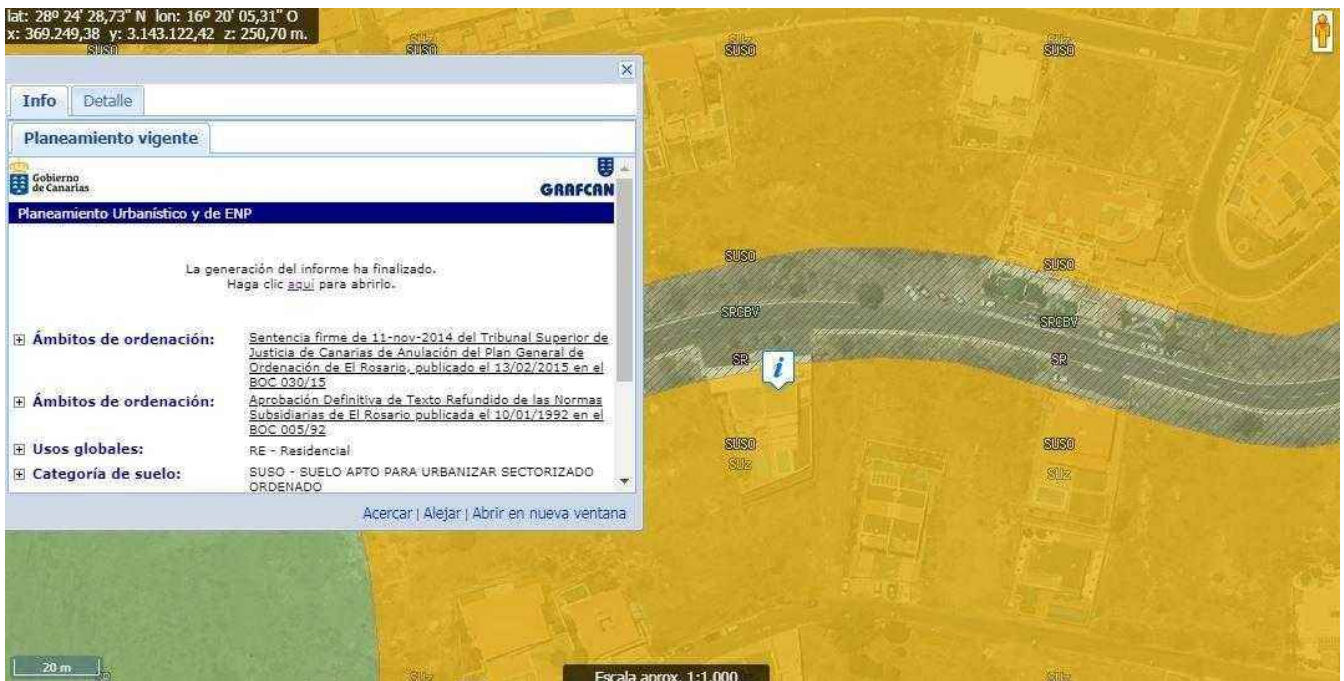 lat: 28º 24' 28,73" N lon: 16º 20' 05,31" O
x: 369.249,38 y: 3.143.122,42 z: 250,70 m.
SUSO
SUz
SUSO
SUz
SUSO
SUz
SUSO
Info
Detalle
Planeamiento vigente
Gobierno
de Canarias
GRAFCAN
Planeamiento Urbanístico y de ENP
La generación del informe ha finalizado.
Haga clic aquí para abrirlo.
Ámbitos de ordenación: Sentencia firme de 11-nov-2014 del Tribunal Superior de
Justicia de Canarias de Anulación del Plan General de
Ordenación de El Rosario, publicado el 13/02/2015 en el
BOC 030/15
Ámbitos de ordenación: Aprobación Definitiva de Texto Refundido de las Normas
Subsidiarias de El Rosario publicada el 10/01/1992 en el
BOC 005/92
Usos globales: RE - Residencial
Categoría de suelo: SUSO - SUELO APTO PARA URBANIZAR SECTORIZADO
ORDENADO
Acercar | Alejar | Abrir en nueva ventana
SUSO
SUSO
SRCBV
SRCBV
SR
SR
SUSO
SUz
SUSO
SUz
20 m
SUz
Escala aprox. 1:1.000
SUz